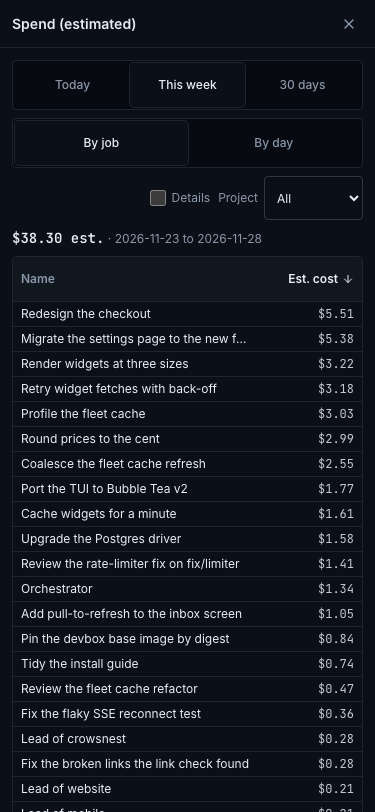 Spend (estimated) ×
Today This week 30 days
By job By day
Details Project All
$38.30 est. · 2026-11-23 to 2026-11-28
Name Est. cost ↓
Redesign the checkout $5.51
Migrate the settings page to the new f... $5.38
Render widgets at three sizes $3.22
Retry widget fetches with back-off $3.18
Profile the fleet cache $3.03
Round prices to the cent $2.99
Coalesce the fleet cache refresh $2.55
Port the TUI to Bubble Tea v2 $1.77
Cache widgets for a minute $1.61
Upgrade the Postgres driver $1.58
Review the rate-limiter fix on fix/limiter $1.41
Orchestrator $1.34
Add pull-to-refresh to the inbox screen $1.05
Pin the devbox base image by digest $0.84
Tidy the install guide $0.74
Review the fleet cache refactor $0.47
Fix the flaky SSE reconnect test $0.36
Lead of crowsnest $0.28
Fix the broken links the link check found $0.28
Lead of website $0.21
Lead of mobile $0.21